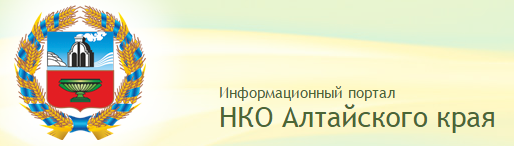 Информационный портал
НКО Алтайского края